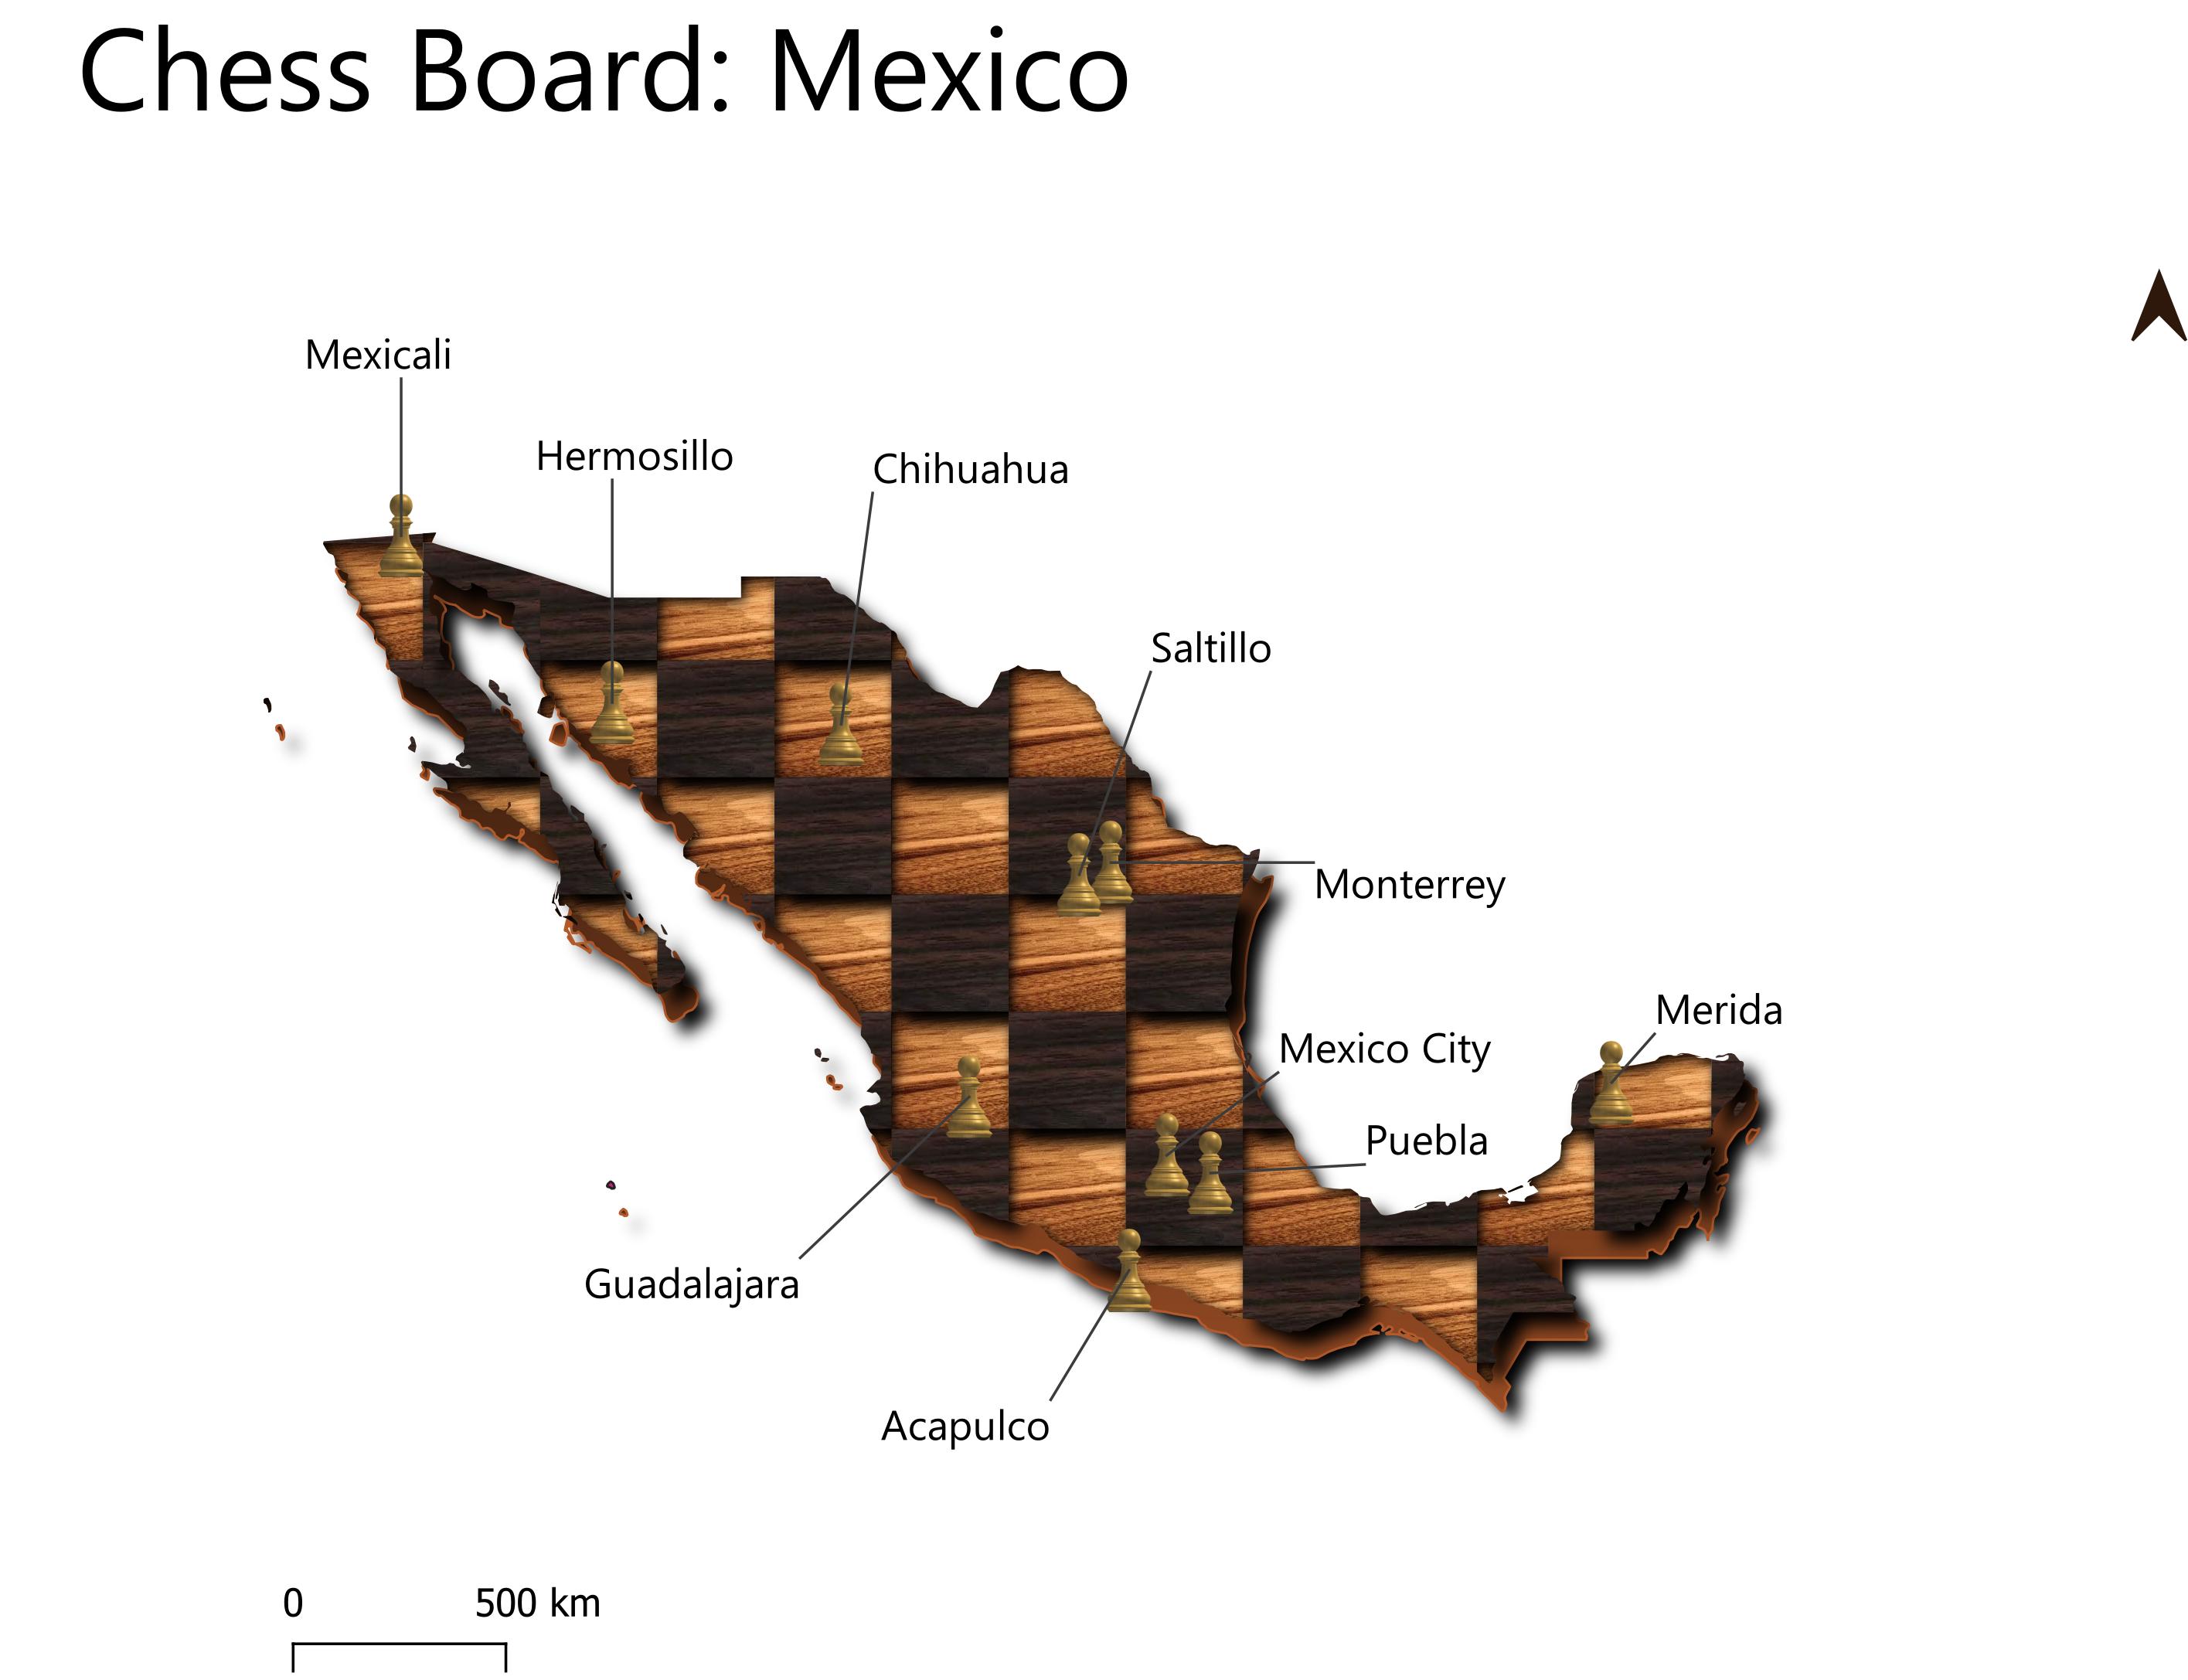 Chess Board: Mexico
Mexicali
Hermosillo
Chihuahua
Saltillo
Monterrey
Merida
Mexico City
Puebla
Guadalajara
Acapulco
0 500 km